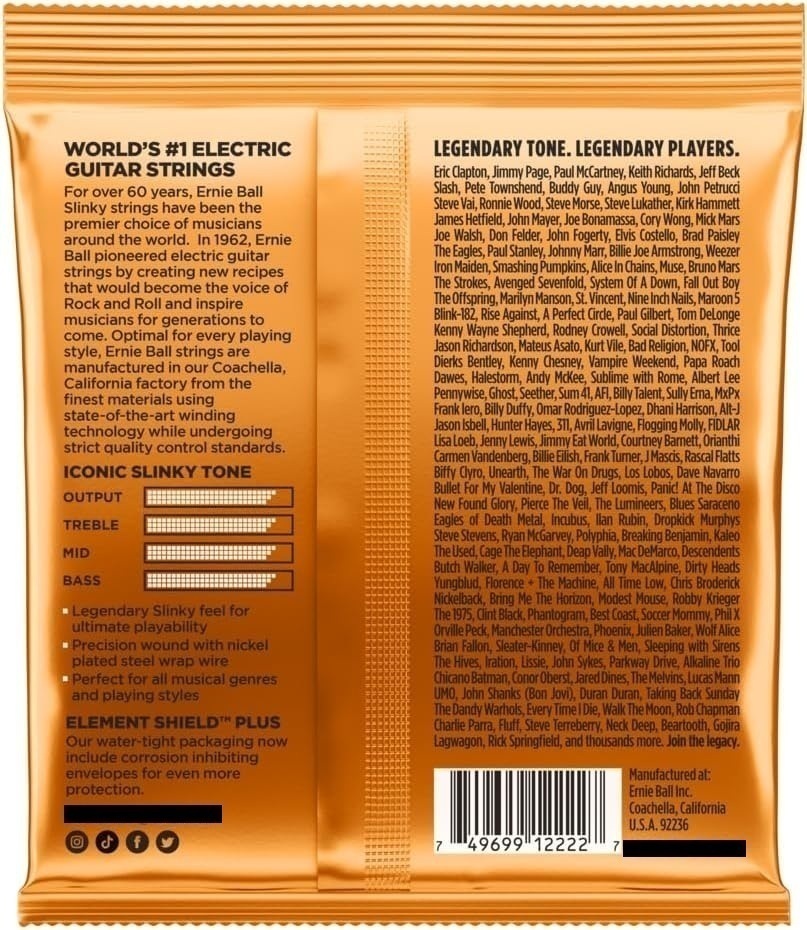 WORLD'S #1 ELECTRIC
GUITAR STRINGS
For over 60 years, Ernie Ball
Slinky strings have been the
premier choice of musicians
around the world. In 1962, Ernie
Ball pioneered electric guitar
strings by creating new recipes
that would become the voice of
Rock and Roll and inspire
musicians for generations to
come. Optimal for every playing
style, Ernie Ball strings are
manufactured in our Coachella,
California factory from the
finest materials using
state-of-the-art winding
technology while undergoing
strict quality control standards.
ICONIC SLINKY TONE
OUTPUT
TREBLE
MID
BASS
▪ Legendary Slinky feel for
ultimate playability
▪ Precision wound with nickel
plated steel wrap wire
▪ Perfect for all musical genres
and playing styles
ELEMENT SHIELD™ PLUS
Our water-tight packaging now
include corrosion inhibiting
envelopes for even more
protection.
LEGENDARY TONE. LEGENDARY PLAYERS.
Eric Clapton, Jimmy Page, Paul McCartney, Keith Richards, Jeff Beck
Slash, Pete Townshend, Buddy Guy, Angus Young, John Petrucci
Steve Vai, Ronnie Wood, Steve Morse, Steve Lukather, Kirk Hammett
James Hetfield, John Mayer, Joe Bonamassa, Cory Wong, Mick Mars
Joe Walsh, Don Felder, John Fogerty, Elvis Costello, Brad Paisley
The Eagles, Paul Stanley, Johnny Marr, Billie Joe Armstrong, Weezer
Iron Maiden, Smashing Pumpkins, Alice In Chains, Muse, Bruno Mars
The Strokes, Avenged Sevenfold, System Of A Down, Fall Out Boy
The Offspring, Marilyn Manson, St. Vincent, Nine Inch Nails, Maroon 5
Blink-182, Rise Against, A Perfect Circle, Paul Gilbert, Tom DeLonge
Kenny Wayne Shepherd, Rodney Crowell, Social Distortion, Thrice
Jason Richardson, Mateus Asato, Kurt Vile, Bad Religion, NOFX, Tool
Dierks Bentley, Kenny Chesney, Vampire Weekend, Papa Roach
Dawes, Halestorm, Andy McKee, Sublime with Rome, Albert Lee
Pennywise, Ghost, Seether, Sum 41, AFI, Billy Talent, Sully Erna, MxPx
Frank Iero, Billy Duffy, Omar Rodriguez-Lopez, Dhani Harrison, Alt-J
Jason Isbell, Hunter Hayes, 311, Avril Lavigne, Flogging Molly, FIDLAR
Lisa Loeb, Jenny Lewis, Jimmy Eat World, Courtney Barnett, Orianthi
Carmen Vandenberg, Billie Eilish, Frank Turner, J Mascis, Rascal Flatts
Biffy Clyro, Unearth, The War On Drugs, Los Lobos, Dave Navarro
Bullet For My Valentine, Dr. Dog, Jeff Loomis, Panic! At The Disco
New Found Glory, Pierce The Veil, The Lumineers, Blues Saraceno
Eagles of Death Metal, Incubus, Ilan Rubin, Dropkick Murphys
Steve Stevens, Ryan McGarvey, Polyphia, Breaking Benjamin, Kaleo
The Used, Cage The Elephant, Deap Vally, Mac DeMarco, Descendents
Butch Walker, A Day To Remember, Tony MacAlpine, Dirty Heads
Yungblud, Florence + The Machine, All Time Low, Chris Broderick
Nickelback, Bring Me The Horizon, Modest Mouse, Robby Krieger
The 1975, Clint Black, Phantogram, Best Coast, Soccer Mommy, Phil X
Orville Peck, Manchester Orchestra, Phoenix, Julien Baker, Wolf Alice
Brian Fallon, Sleater-Kinney, Of Mice & Men, Sleeping with Sirens
The Hives, Iration, Lissie, John Sykes, Parkway Drive, Alkaline Trio
Chicano Batman, Conor Oberst, Jared Dines, The Melvins, Lucas Mann
UMO, John Shanks (Bon Jovi), Duran Duran, Taking Back Sunday
The Dandy Warhols, Every Time I Die, Walk The Moon, Rob Chapman
Charlie Parra, Fluff, Steve Terreberry, Neck Deep, Beartooth, Gojira
Lagwagon, Rick Springfield, and thousands more. Join the legacy.
7 49699 12222 7
Manufactured at:
Ernie Ball Inc.
Coachella, California
U.S.A. 92236